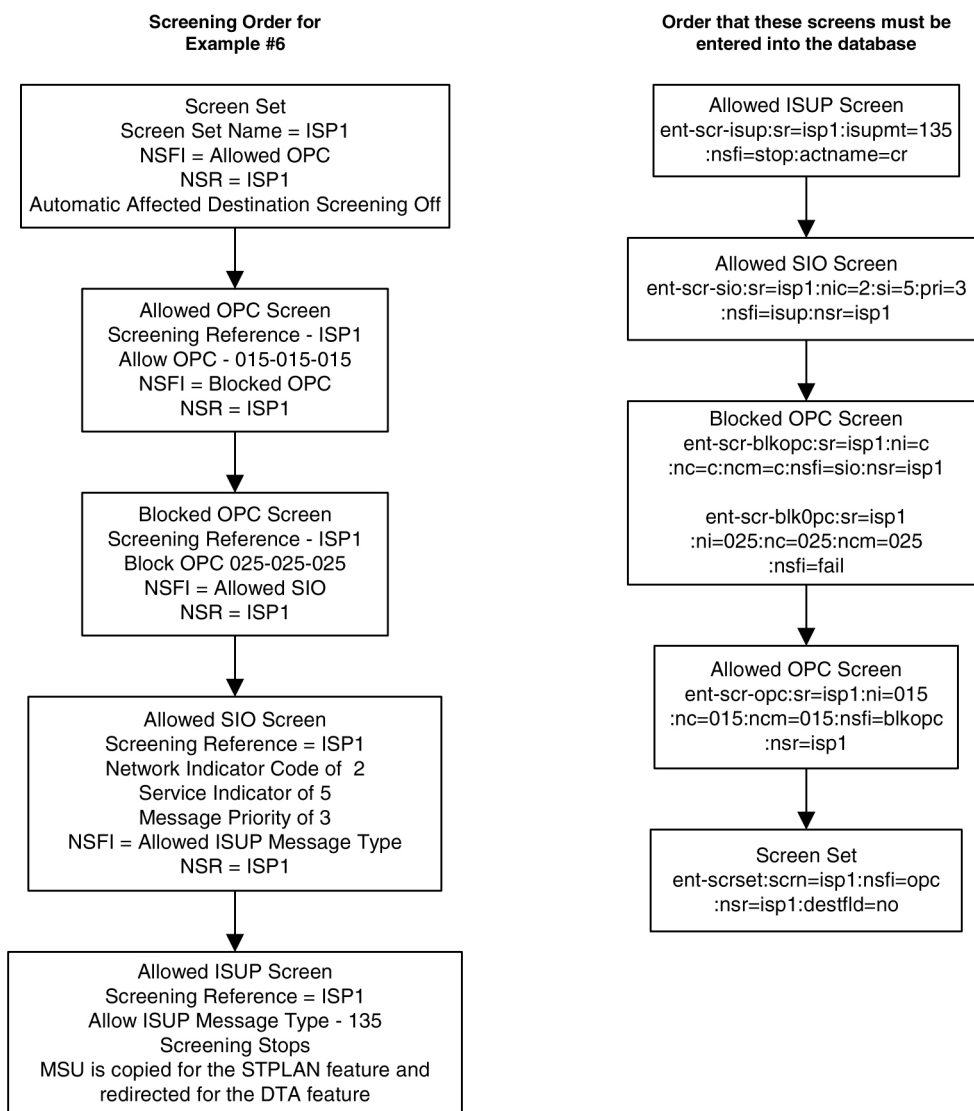 Screening Order for
Example #6
Screen Set
Screen Set Name = ISP1
NSFI = Allowed OPC
NSR = ISP1
Automatic Affected Destination Screening Off
Allowed OPC Screen
Screening Reference - ISP1
Allow OPC - 015-015-015
NSFI = Blocked OPC
NSR = ISP1
Blocked OPC Screen
Screening Reference - ISP1
Block OPC 025-025-025
NSFI = Allowed SIO
NSR = ISP1
Allowed SIO Screen
Screening Reference = ISP1
Network Indicator Code of 2
Service Indicator of 5
Message Priority of 3
NSFI = Allowed ISUP Message Type
NSR = ISP1
Allowed ISUP Screen
Screening Reference = ISP1
Allow ISUP Message Type - 135
Screening Stops
MSU is copied for the STPLAN feature and
redirected for the DTA feature
Order that these screens must be
entered into the database
Allowed ISUP Screen
ent-scr-isup:sr=isp1:isupmt=135
:nsfi=stop:actname=cr
Allowed SIO Screen
ent-scr-sio:sr=isp1:nic=2:si=5:pri=3
:nsfi=isup:nsr=isp1
Blocked OPC Screen
ent-scr-blkopc:sr=isp1:ni=c
:nc=c:ncm=c:nsfi=sio:nsr=isp1
ent-scr-blk0pc:sr=isp1
:ni=025:nc=025:ncm=025
:nsfi=fail
Allowed OPC Screen
ent-scr-opc:sr=isp1:ni=015
:nc=015:ncm=015:nsfi=blkopc
:nsr=isp1
Screen Set
ent-scrset:scrn=isp1:nsfi=opc
:nsr=isp1:destfld=no